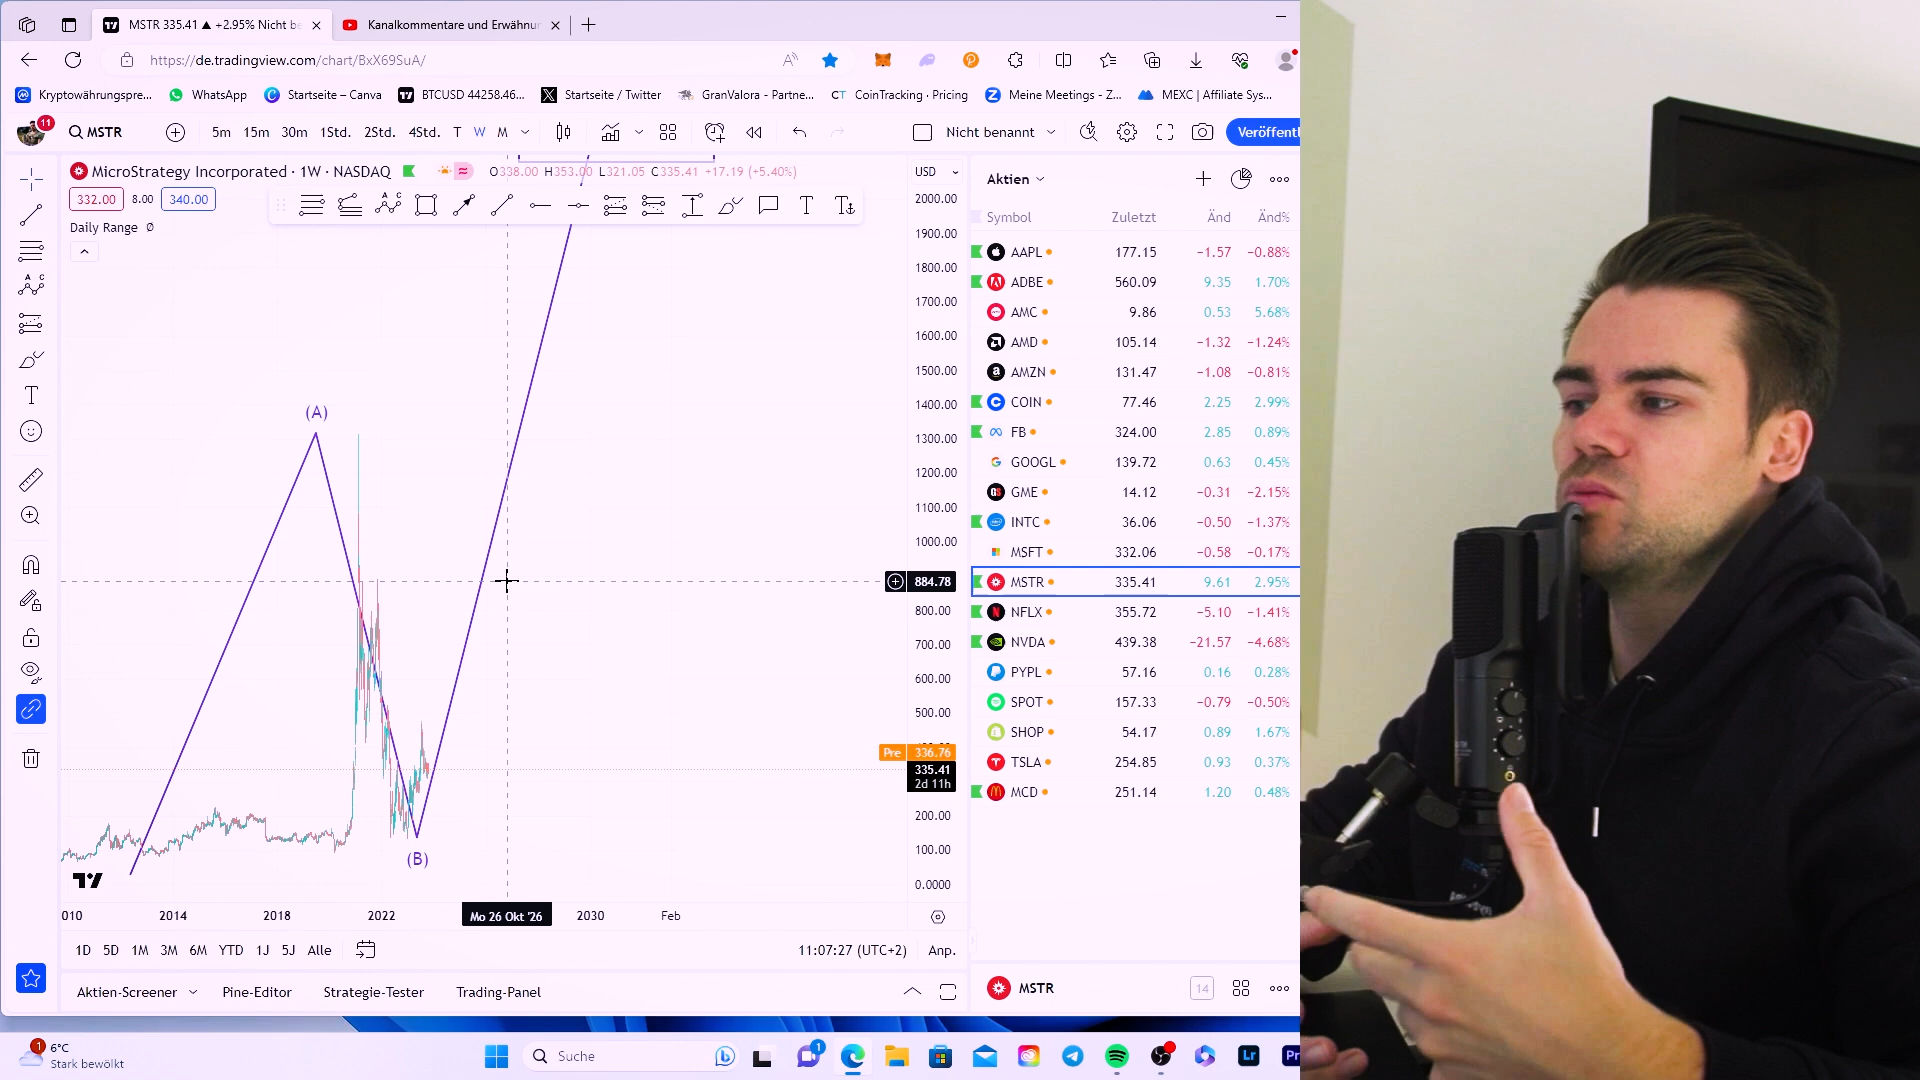 MSTR 335.41 ▲ +2.95% Nicht be
Kanalkommentare und Erwähnun
https://de.tradingview.com/chart/BxX69SuA/
Kryptowährungspre...
WhatsApp
Startseite – Canva
BTCUSD 44258.46...
Startseite / Twitter
GranValora - Partne...
CT CoinTracking · Pricing
Meine Meetings - Z...
MEXC | Affiliate Sys...
11
MSTR
5m 15m 30m 1Std. 2Std. 4Std. T W M
Nicht benannt
Veröffentl
MicroStrategy Incorporated · 1W · NASDAQ
O338.00 H353.00 L321.05 C335.41 +17.19 (+5.40%)
USD
332.00 8.00 340.00
Daily Range Ø
(A)
(B)
2000.00
1900.00
1800.00
1700.00
1600.00
1500.00
1400.00
1300.00
1200.00
1100.00
1000.00
884.78
800.00
700.00
600.00
500.00
Pre 336.76
335.41
2d 11h
200.00
100.00
0.0000
010 2014 2018 2022 Mo 26 Okt '26 2030 Feb
1D 5D 1M 3M 6M YTD 1J 5J Alle
11:07:27 (UTC+2) Anp.
Aktien-Screener Pine-Editor Strategie-Tester Trading-Panel
Aktien
Symbol Zuletzt Änd Änd%
AAPL 177.15 −1.57 −0.88%
ADBE 560.09 9.35 1.70%
AMC 9.86 0.53 5.68%
AMD 105.14 −1.32 −1.24%
AMZN 131.47 −1.08 −0.81%
COIN 77.46 2.25 2.99%
FB 324.00 2.85 0.89%
GOOGL 139.72 0.63 0.45%
GME 14.12 −0.31 −2.15%
INTC 36.06 −0.50 −1.37%
MSFT 332.06 −0.58 −0.17%
MSTR 335.41 9.61 2.95%
NFLX 355.72 −5.10 −1.41%
NVDA 439.38 −21.57 −4.68%
PYPL 57.16 0.16 0.28%
SPOT 157.33 −0.79 −0.50%
SHOP 54.17 0.89 1.67%
TSLA 254.85 0.93 0.37%
MCD 251.14 1.20 0.48%
MSTR
14
1
6°C
Stark bewölkt
Suche
1
Lr
Pr